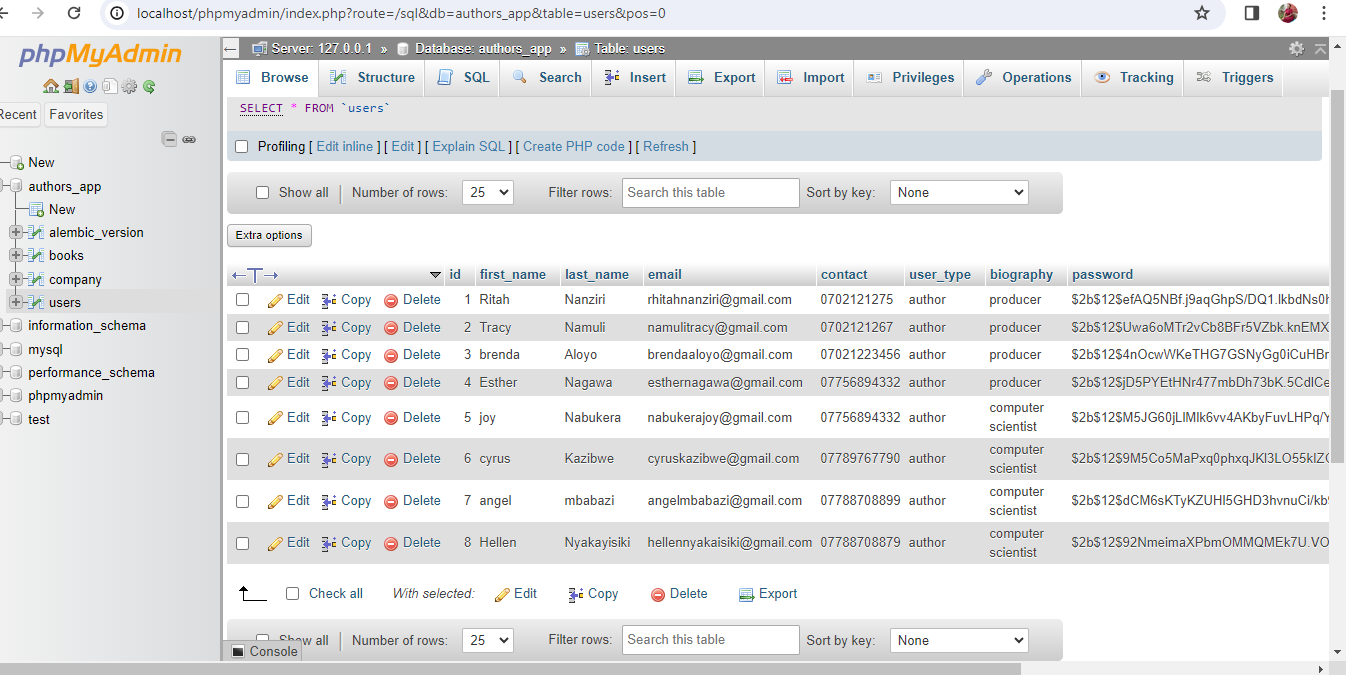 localhost/phpmyadmin/index.php?route=/sql&db=authors_app&table=users&pos=0
phpMyAdmin
Recent Favorites
New
authors_app
New
alembic_version
books
company
users
information_schema
mysql
performance_schema
phpmyadmin
test
Server: 127.0.0.1 » Database: authors_app » Table: users
Browse Structure SQL Search Insert Export Import Privileges Operations Tracking Triggers
SELECT * FROM `users`
Profiling [ Edit inline ] [ Edit ] [ Explain SQL ] [ Create PHP code ] [ Refresh ]
Show all Number of rows: 25 Filter rows: Search this table Sort by key: None
Extra options
id first_name last_name email contact user_type biography password
Edit Copy Delete 1 Ritah Nanziri rhitahnanziri@gmail.com 0702121275 author producer $2b$12$efAQ5NBf.j9aqGhpS/DQ1.lkbdNs0h
Edit Copy Delete 2 Tracy Namuli namulitracy@gmail.com 0702121267 author producer $2b$12$Uwa6oMTr2vCb8BFr5VZbk.knEMX
Edit Copy Delete 3 brenda Aloyo brendaaloyo@gmail.com 07021223456 author producer $2b$12$4nOcwWKeTHG7GSNyGg0iCuHBr
Edit Copy Delete 4 Esther Nagawa esthernagawa@gmail.com 07756894332 author producer $2b$12$jD5PYEtHNr477mbDh73bK.5CdlCe
Edit Copy Delete 5 joy Nabukera nabukerajoy@gmail.com 07756894332 author computer scientist $2b$12$M5JG60jLIMlk6vv4AKbyFuvLHPq/Y
Edit Copy Delete 6 cyrus Kazibwe cyruskazibwe@gmail.com 07789767790 author computer scientist $2b$12$9M5Co5MaPxq0phxqJKl3LO55klZC
Edit Copy Delete 7 angel mbabazi angelmbabazi@gmail.com 07788708899 author computer scientist $2b$12$dCM6sKTyKZUHI5GHD3hvnuCi/kb
Edit Copy Delete 8 Hellen Nyakayisiki hellennyakaisiki@gmail.com 07788708879 author computer scientist $2b$12$92NmeimaXPbmOMMQMEk7U.VO
Check all With selected: Edit Copy Delete Export
Show all Number of rows: 25 Filter rows: Search this table Sort by key: None
Console